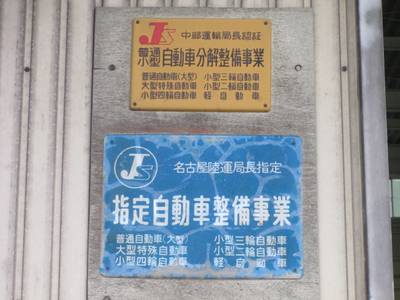 JS 中部運輸局長認証
普通小型 自動車分解整備事業
普通自動車(大型) 小型三輪自動車
大型特殊自動車 小型二輪自動車
小型四輪自動車 軽自動車
JS 名古屋陸運局長指定
指定自動車整備事業
普通自動車(大型) 小型三輪自動車
大型特殊自動車 小型二輪自動車
小型四輪自動車 軽自動車